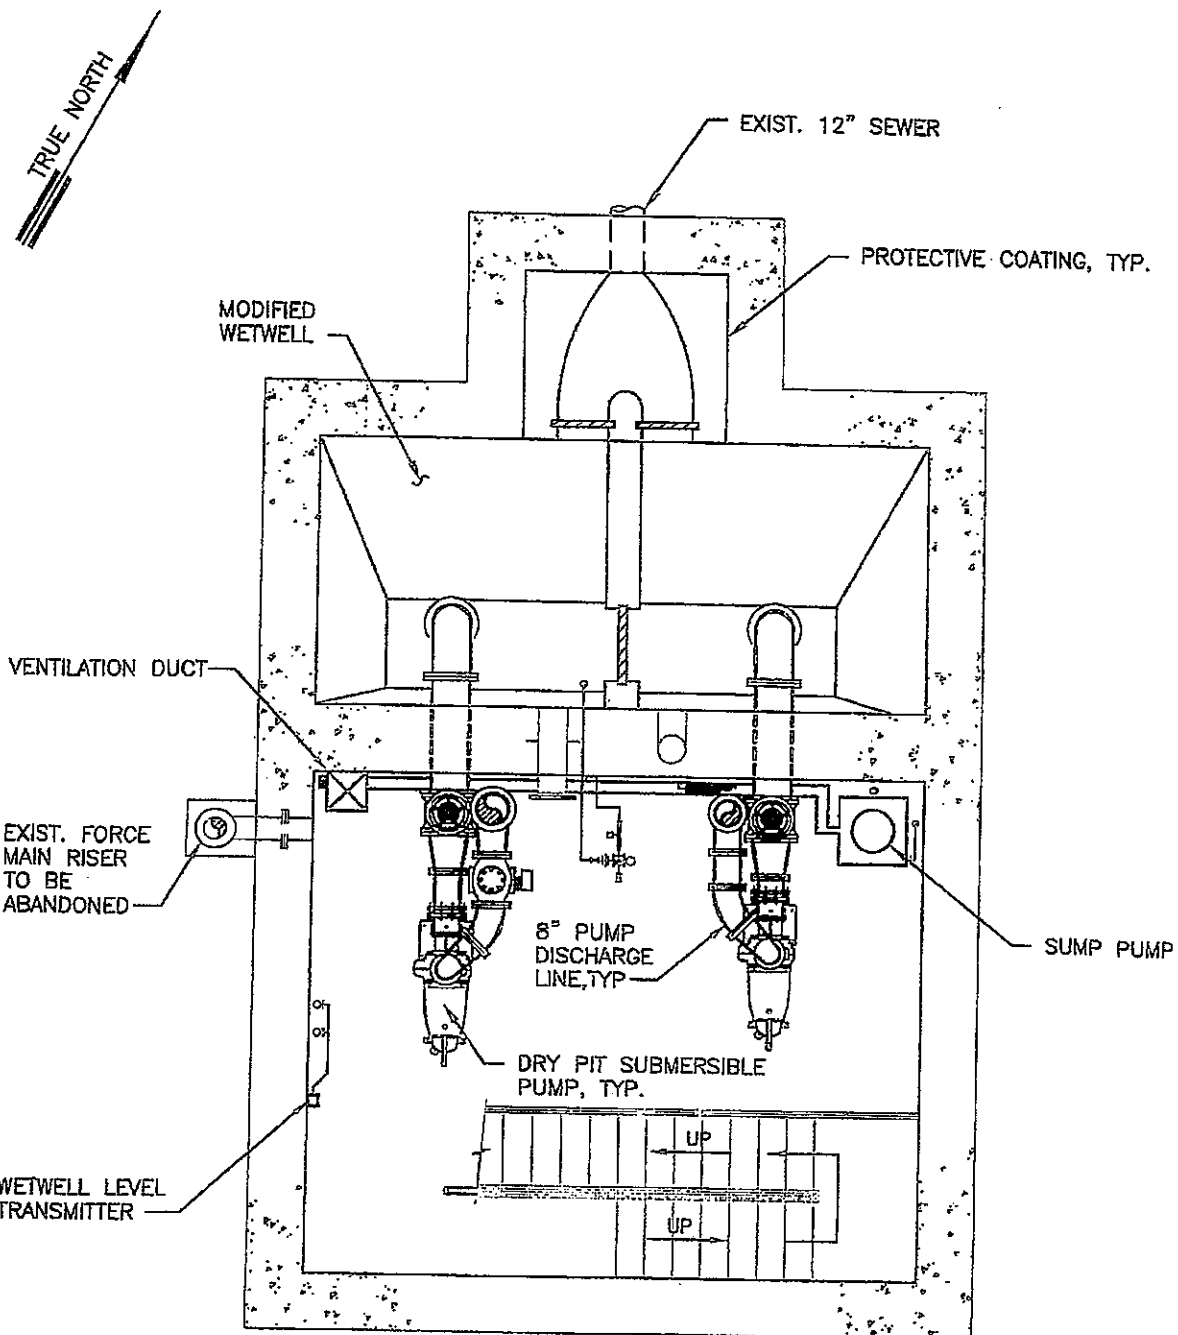 TRUE NORTH
EXIST. 12" SEWER
PROTECTIVE COATING, TYP.
MODIFIED
WETWELL
VENTILATION DUCT
EXIST. FORCE
MAIN RISER
TO BE
ABANDONED
8" PUMP
DISCHARGE
LINE,TYP
SUMP PUMP
DRY PIT SUBMERSIBLE
PUMP, TYP.
UP
WETWELL LEVEL
TRANSMITTER
UP